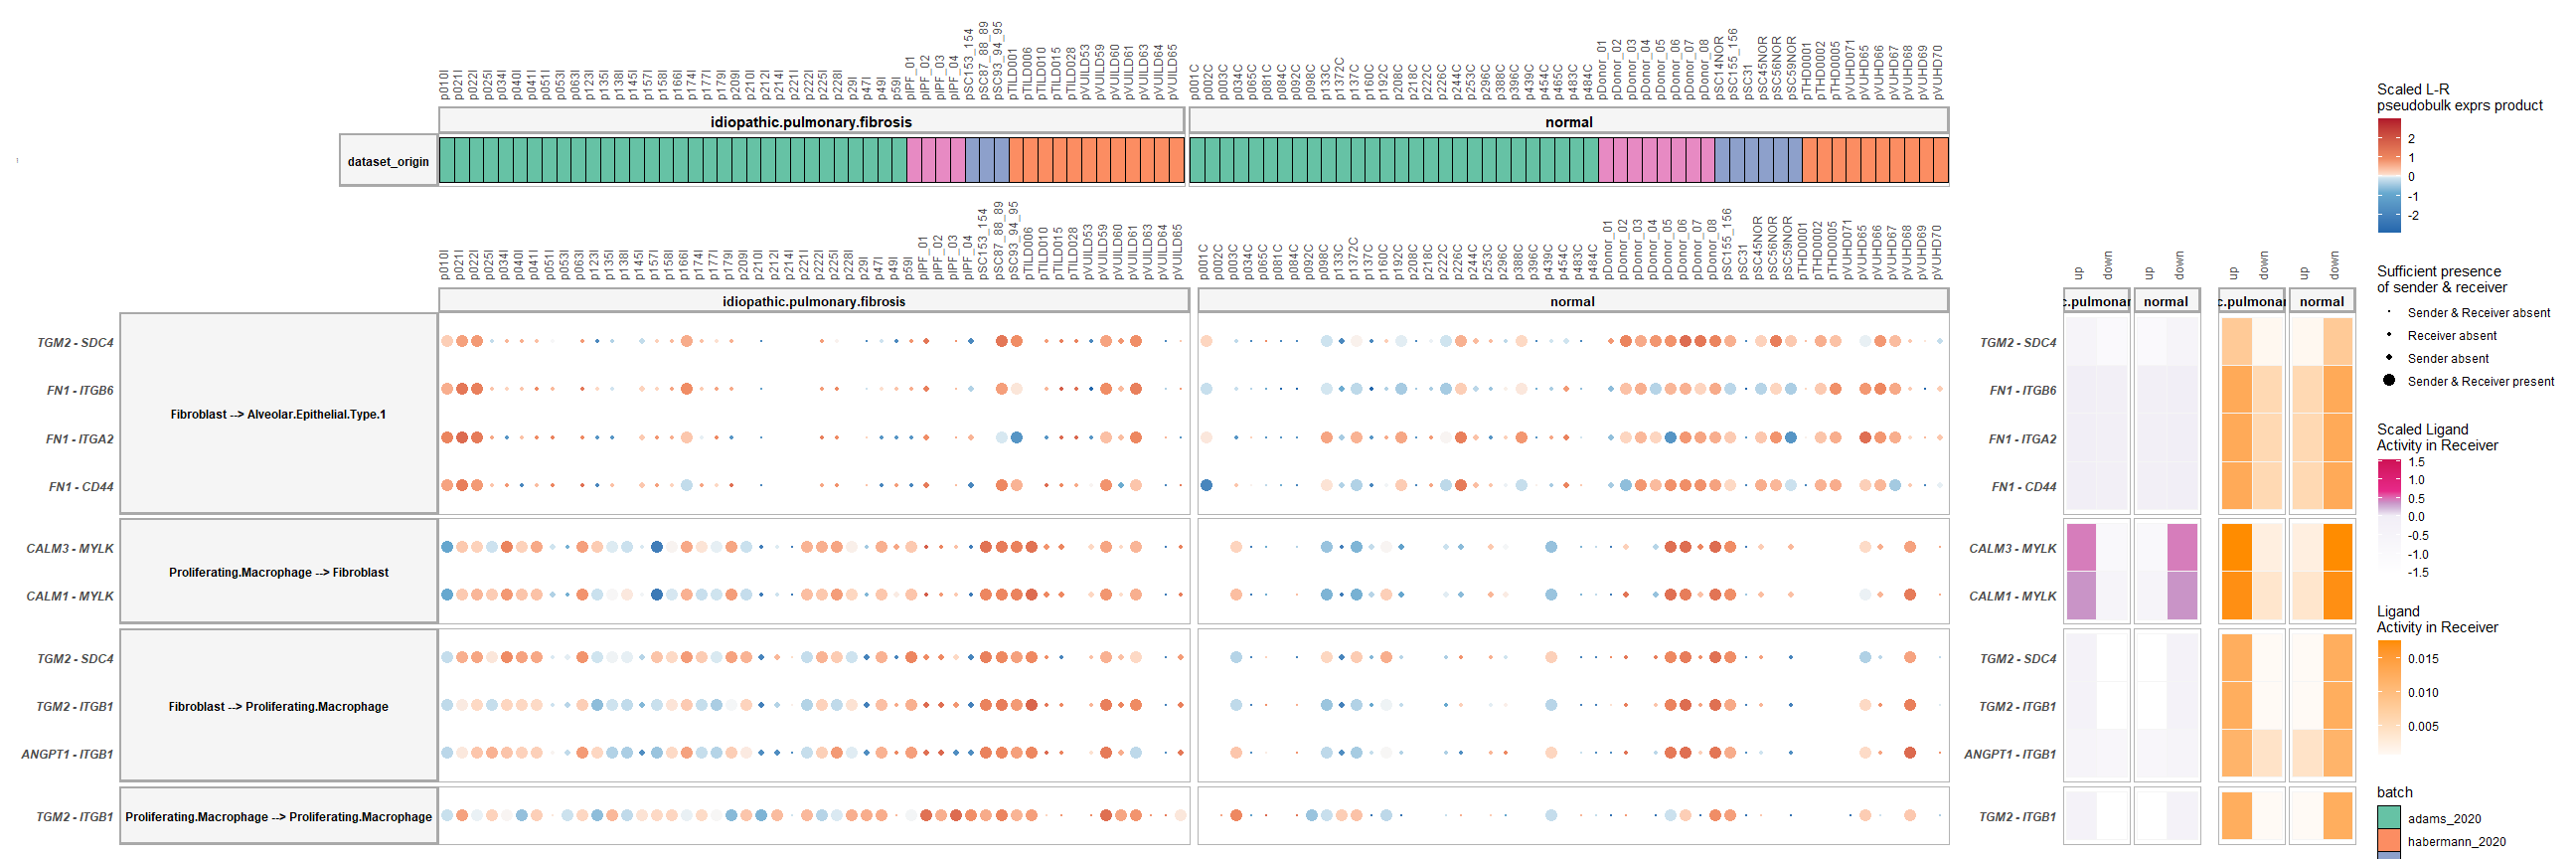 p010I p021I p022I p025I p034I p040I p041I p051I p053I p063I p123I p135I p138I p145I p157I p158I p166I p174I p177I p179I p209I p210I p212I p214I p221I p222I p225I p228I p29I p47I p49I p59I pIPF_01 pIPF_02 pIPF_03 pIPF_04 pSC153_154 pSC87_88_89 pSC93_94_95 pTILD001 pTILD006 pTILD010 pTILD015 pTILD028 pVUILD53 pVUILD59 pVUILD60 pVUILD61 pVUILD63 pVUILD64 pVUILD65
p001C p002C p003C p034C p065C p081C p084C p092C p098C p133C p1372C p137C p160C p192C p208C p218C p222C p226C p244C p253C p296C p388C p396C p439C p454C p465C p483C p484C pDonor_01 pDonor_02 pDonor_03 pDonor_04 pDonor_05 pDonor_06 pDonor_07 pDonor_08 pSC14NOR pSC155_156 pSC31 pSC45NOR pSC56NOR pSC59NOR pTHD0001 pTHD0002 pTHD0005 pVUHD071 pVUHD65 pVUHD66 pVUHD67 pVUHD68 pVUHD69 pVUHD70
idiopathic.pulmonary.fibrosis
normal
dataset_origin
p010I p021I p022I p025I p034I p040I p041I p051I p053I p063I p123I p135I p138I p145I p157I p158I p166I p174I p177I p179I p209I p210I p212I p214I p221I p222I p225I p228I p29I p47I p49I p59I pIPF_01 pIPF_02 pIPF_03 pIPF_04 pSC153_154 pSC87_88_89 pSC93_94_95 pTILD006 pTILD010 pTILD015 pTILD028 pVUILD53 pVUILD59 pVUILD60 pVUILD61 pVUILD63 pVUILD64 pVUILD65
p001C p002C p003C p034C p065C p081C p084C p092C p098C p133C p1372C p137C p160C p192C p208C p218C p222C p226C p244C p253C p296C p388C p396C p439C p454C p483C p484C pDonor_01 pDonor_02 pDonor_03 pDonor_04 pDonor_05 pDonor_06 pDonor_07 pDonor_08 pSC155_156 pSC31 pSC45NOR pSC56NOR pSC59NOR pTHD0001 pTHD0002 pTHD0005 pVUHD071 pVUHD65 pVUHD66 pVUHD67 pVUHD68 pVUHD69 pVUHD70
idiopathic.pulmonary.fibrosis
normal
TGM2 - SDC4
FN1 - ITGB6
FN1 - ITGA2
FN1 - CD44
Fibroblast --> Alveolar.Epithelial.Type.1
CALM3 - MYLK
CALM1 - MYLK
Proliferating.Macrophage --> Fibroblast
TGM2 - SDC4
TGM2 - ITGB1
ANGPT1 - ITGB1
Fibroblast --> Proliferating.Macrophage
TGM2 - ITGB1
Proliferating.Macrophage --> Proliferating.Macrophage
up down up down
up down up down
c.pulmonar normal
c.pulmonar normal
TGM2 - SDC4
FN1 - ITGB6
FN1 - ITGA2
FN1 - CD44
CALM3 - MYLK
CALM1 - MYLK
TGM2 - SDC4
TGM2 - ITGB1
ANGPT1 - ITGB1
TGM2 - ITGB1
Scaled L-R
pseudobulk exprs product
2
1
0
-1
-2
Sufficient presence
of sender & receiver
Sender & Receiver absent
Receiver absent
Sender absent
Sender & Receiver present
Scaled Ligand
Activity in Receiver
1.5
1.0
0.5
0.0
-0.5
-1.0
-1.5
Ligand
Activity in Receiver
0.015
0.010
0.005
batch
adams_2020
habermann_2020